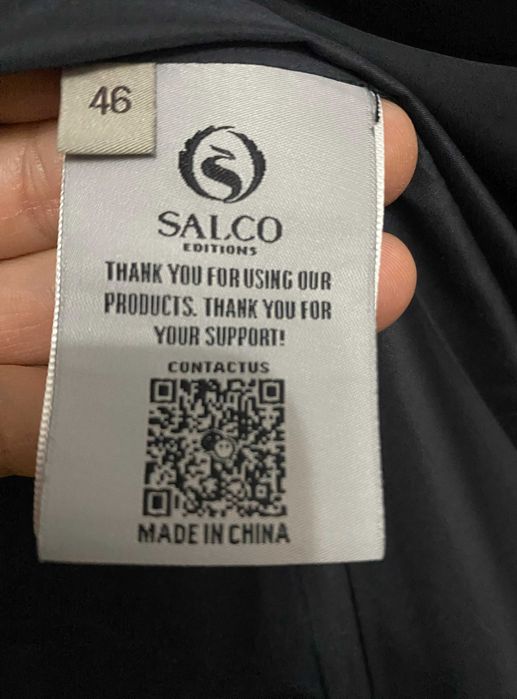 46
SALCO
EDITIONS
THANK YOU FOR USING OUR
PRODUCTS. THANK YOU FOR
YOUR SUPPORT!
CONTACTUS
MADE IN CHINA